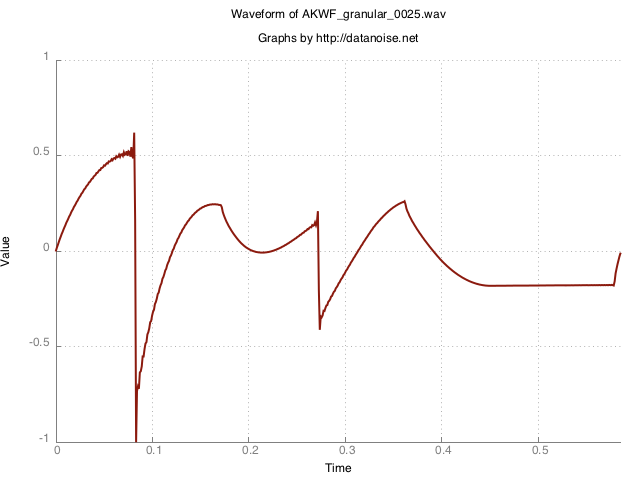 Waveform of AKWF_granular_0025.wav
Graphs by http://datanoise.net
1
0.5
0
-0.5
-1
Value
0 0.1 0.2 0.3 0.4 0.5
Time